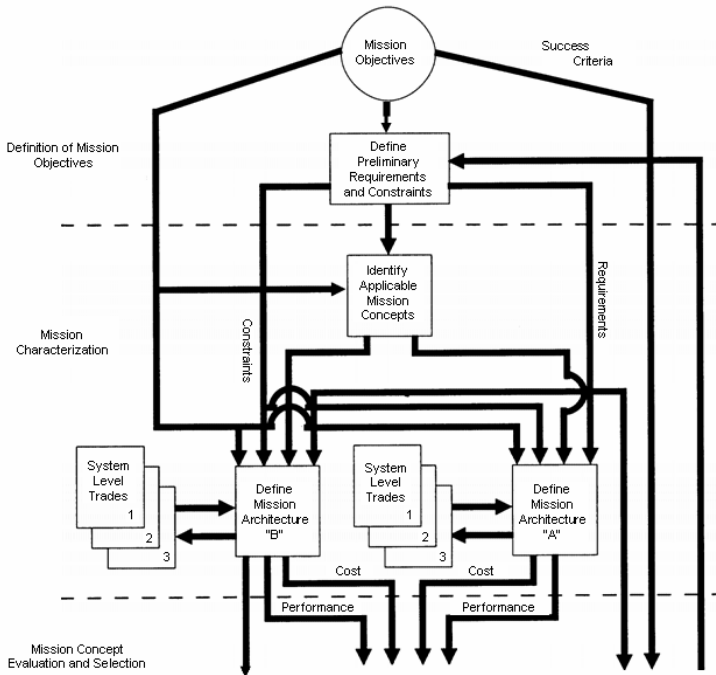 Mission
Objectives
Success
Criteria
Definition of Mission
Objectives
Define
Preliminary
Requirements
and Constraints
Identify
Applicable
Mission
Concepts
Requirements
Constraints
Mission
Characterization
System
Level
Trades
1
2
3
Define
Mission
Architecture
"B"
System
Level
Trades
1
2
3
Define
Mission
Architecture
"A"
Cost
Cost
Performance
Performance
Mission Concept
Evaluation and Selection